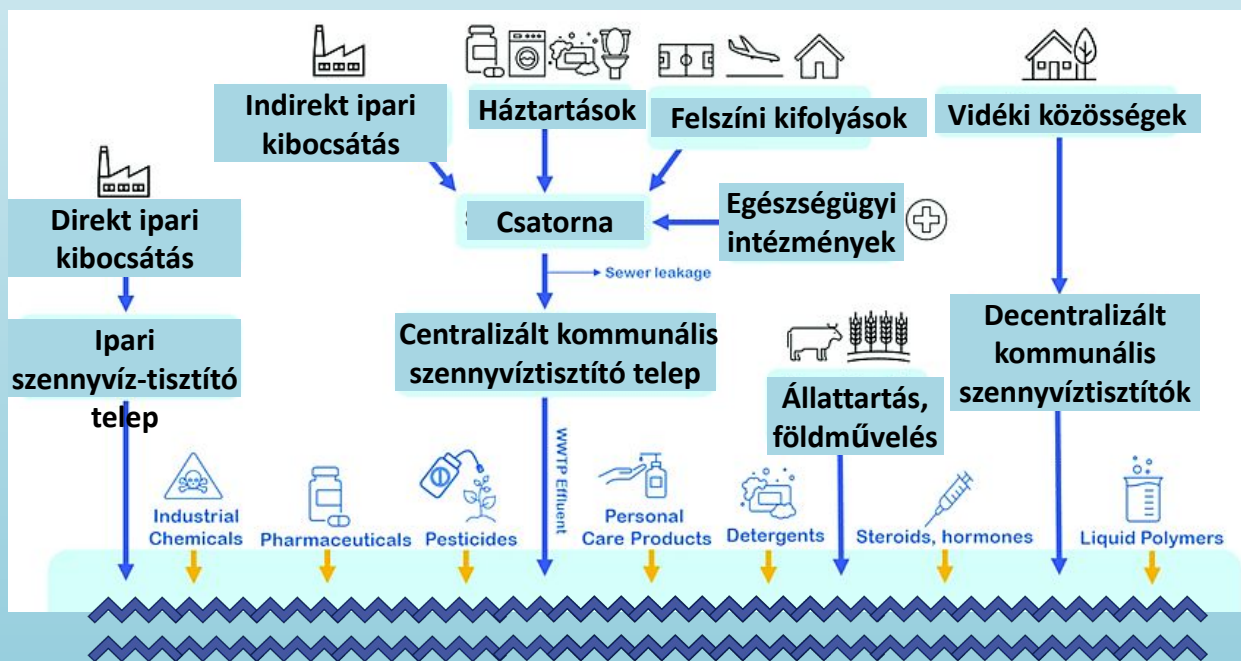 Indirekt ipari
kibocsátás
Háztartások
Felszíni kifolyások
Vidéki közösségek
Direkt ipari
kibocsátás
Csatorna
Egészségügyi
intézmények
Sewer leakage
Ipari
szennyvíz-tisztító
telep
Centralizált kommunális
szennyvíztisztító telep
Állattartás,
földművelés
Decentralizált
kommunális
szennyvíztisztítók
WWTP Effluent
Industrial
Chemicals
Pharmaceuticals
Pesticides
Personal
Care Products
Detergents
Steroids, hormones
Liquid Polymers